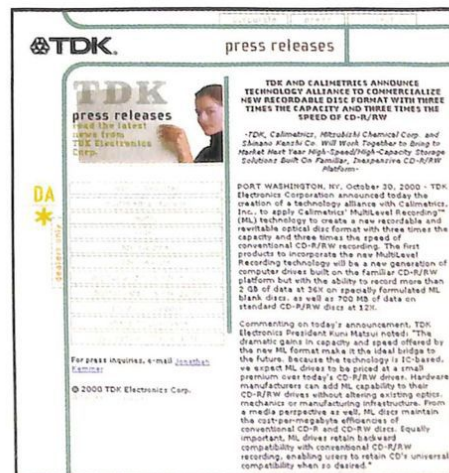 corporate press
TDK.
press releases
TDK
press releases
read the latest
news from
TDK Electronics
Corp.
DA
*
dealers only
For press inquires, e-mail Jonathan
Kemmer
© 2000 TDK Electronics Corp.
TDK AND CALIMETRICS ANNOUNCE
TECHNOLOGY ALLIANCE TO COMMERCIALIZE
NEW RECORDABLE DISC FORMAT WITH THREE
TIMES THE CAPACITY AND THREE TIMES THE
SPEED OF CD-R/RW
-TDK, Calimetrics, Mitsubishi Chemical Corp. and
Shinano Kenshi Co. Will Work Together to Bring to
Market Next Year High-Speed/High-Capacity Storage
Solutions Built On Familiar, Inexpensive CD-R/RW
Platform-
PORT WASHINGTON, NY, October 30, 2000 - TDK
Electronics Corporation announced today the
creation of a technology alliance with Calimetrics,
Inc., to apply Calimetrics' MultiLevel Recording™
(ML) technology to create a new recordable and
rewritable optical disc format with three times the
capacity and three times the speed of
conventional CD-R/RW recording. The first
products to incorporate the new MultiLevel
Recording technology will be a new generation of
computer drives built on the familiar CD-R/RW
platform but with the ability to record more than
2 GB of data at 36X on specially formulated ML
blank discs, as well as 700 MB of data on
standard CD-R/RW discs at 12X.
Commenting on today's announcement, TDK
Electronics President Kuni Matsui noted: "The
dramatic gains in capacity and speed offered by
the new ML format make it the ideal bridge to
the future. Because the technology is IC-based,
we expect ML drives to be priced at a small
premium over today's CD-R/RW drives. Hardware
manufacturers can add ML capability to their
CD-R/RW drives without altering existing optics,
mechanics or manufacturing infrastructure. From
a media perspective as well, ML discs maintain
the cost-per-megabyte efficiencies of
conventional CD-R and CD-RW discs. Equally
important, ML drives retain backward
compatibility with conventional CD-R/RW
recording, enabling users to retain CD's universal
compatibility when so desired."